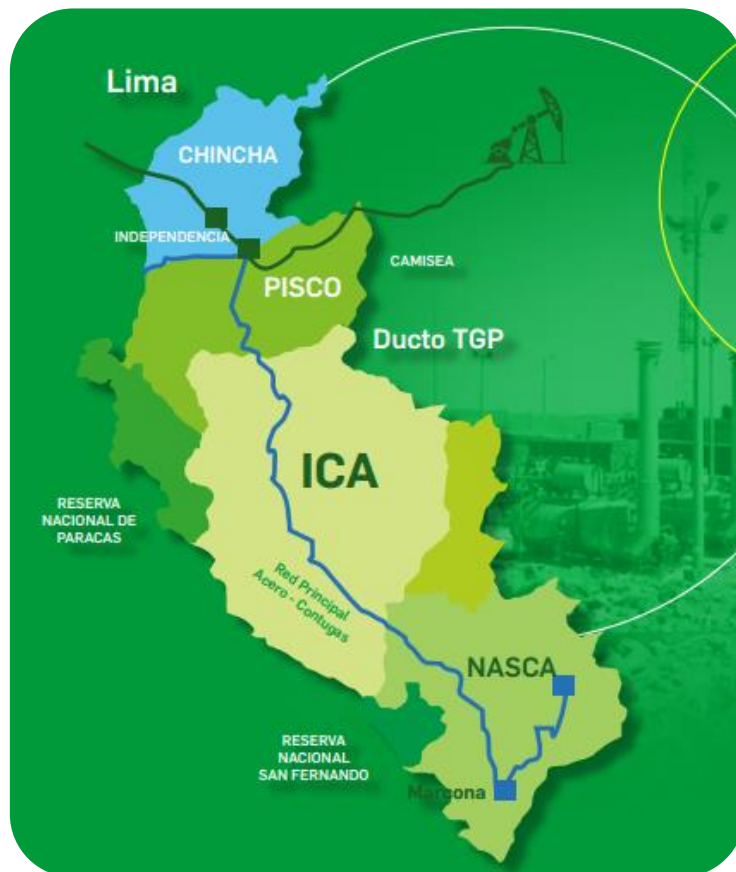 Lima
CHINCHA
INDEPENDENCIA
CAMISEA
PISCO
Ducto TGP
ICA
RESERVA
NACIONAL DE
PARACAS
Red Principal
Acero - Contugas
NASCA
RESERVA
NACIONAL
SAN FERNANDO
Marcona